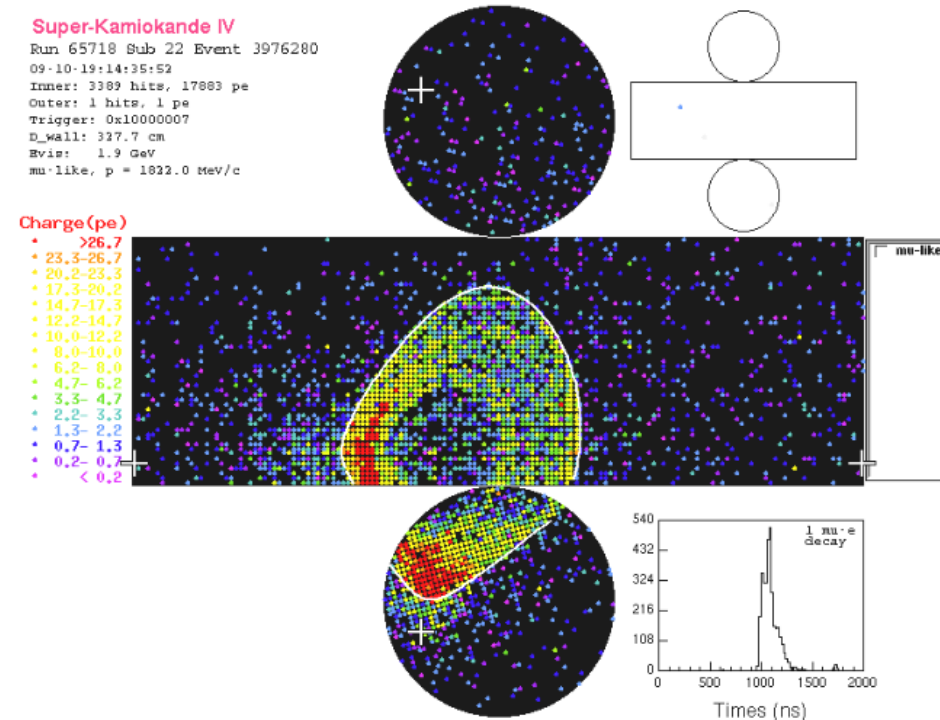 Super-Kamiokande IV
Run 65718 Sub 22 Event 3976280
09-10-19:14:35:52
Inner: 3389 hits, 17883 pe
Outer: 1 hits, 1 pe
Trigger: 0x10000007
D_wall: 337.7 cm
Evis: 1.9 GeV
mu-like, p = 1822.0 MeV/c
Charge(pe)
>26.7
23.3-26.7
20.2-23.3
17.3-20.2
14.7-17.3
12.2-14.7
10.0-12.2
8.0-10.0
6.2- 8.0
4.7- 6.2
3.3- 4.7
2.2- 3.3
1.3- 2.2
0.7- 1.3
0.2- 0.7
< 0.2
mu-like
540
432
324
216
108
0
1 mu-e
decay
0 500 1000 1500 2000
Times (ns)